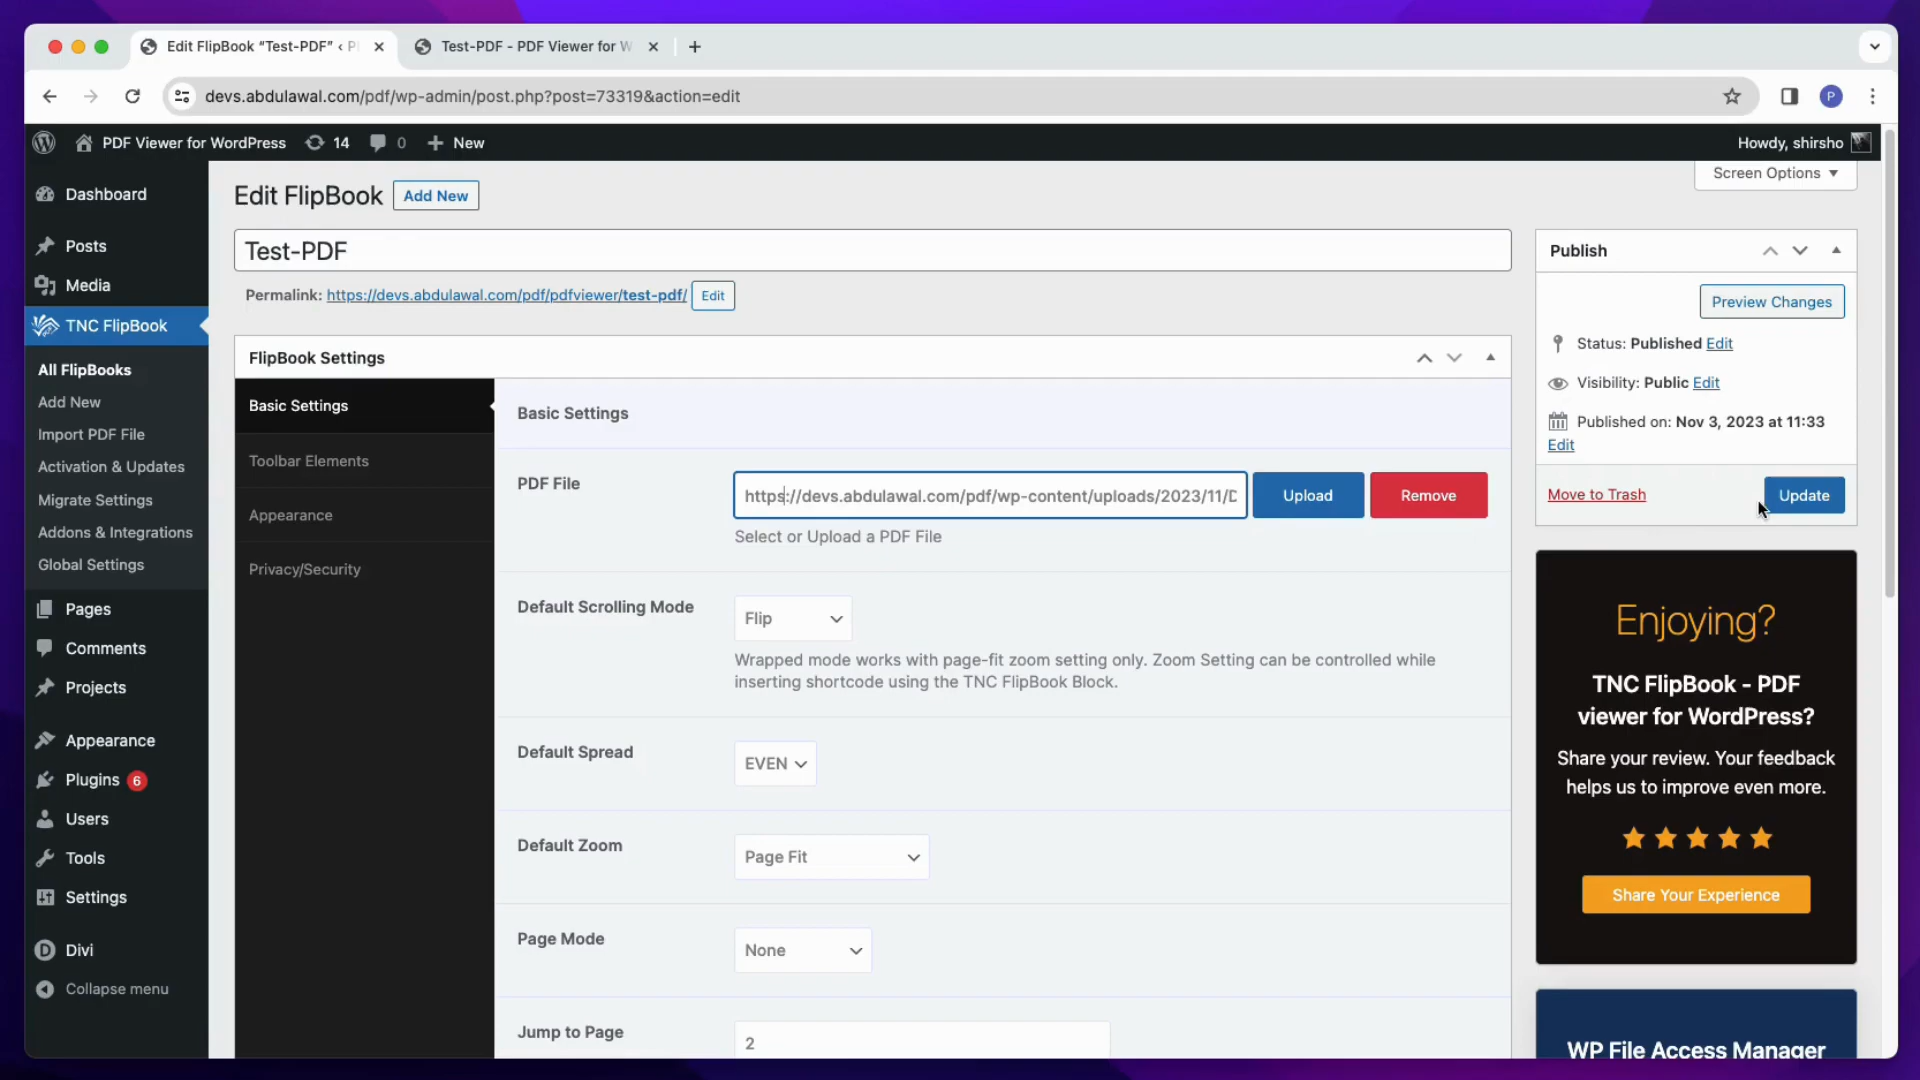 Edit FlipBook “Test-PDF” ‹ P
Test-PDF - PDF Viewer for W
devs.abdulawal.com/pdf/wp-admin/post.php?post=73319&action=edit
P
PDF Viewer for WordPress
14
0
New
Howdy, shirsho
Screen Options
Dashboard
Posts
Media
TNC FlipBook
All FlipBooks
Add New
Import PDF File
Activation & Updates
Migrate Settings
Addons & Integrations
Global Settings
Pages
Comments
Projects
Appearance
Plugins 6
Users
Tools
Settings
Divi
Collapse menu
Edit FlipBook
Add New
Test-PDF
Permalink: https://devs.abdulawal.com/pdf/pdfviewer/test-pdf/ Edit
FlipBook Settings
Basic Settings
Toolbar Elements
Appearance
Privacy/Security
Basic Settings
PDF File
https://devs.abdulawal.com/pdf/wp-content/uploads/2023/11/D
Upload
Remove
Select or Upload a PDF File
Default Scrolling Mode
Flip
Wrapped mode works with page-fit zoom setting only. Zoom Setting can be controlled while
inserting shortcode using the TNC FlipBook Block.
Default Spread
EVEN
Default Zoom
Page Fit
Page Mode
None
Jump to Page
2
Publish
Preview Changes
Status: Published Edit
Visibility: Public Edit
Published on: Nov 3, 2023 at 11:33
Edit
Move to Trash
Update
Enjoying?
TNC FlipBook - PDF
viewer for WordPress?
Share your review. Your feedback
helps us to improve even more.
Share Your Experience
WP File Access Manager